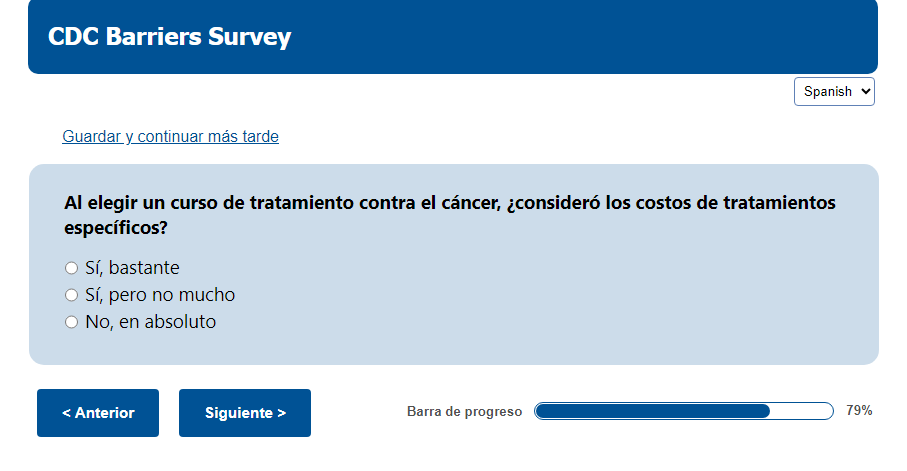 CDC Barriers Survey
Spanish
Guardar y continuar más tarde
Al elegir un curso de tratamiento contra el cáncer, ¿consideró los costos de tratamientos
específicos?
Sí, bastante
Sí, pero no mucho
No, en absoluto
< Anterior
Siguiente >
Barra de progreso
79%